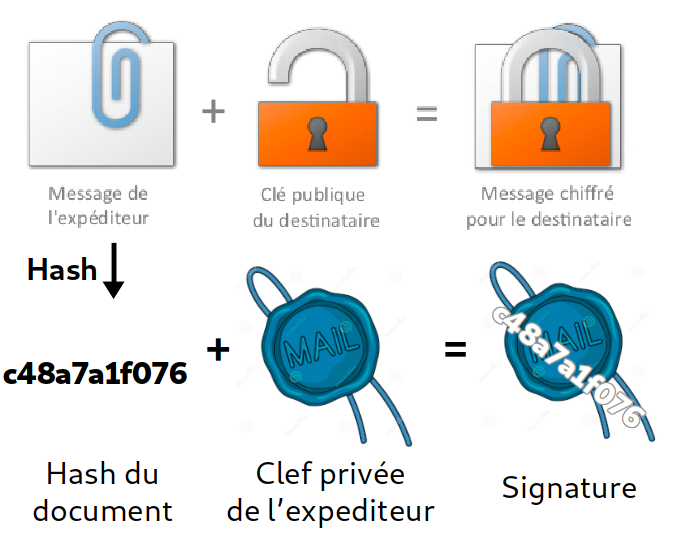 Message de
l'expéditeur
+
Clé publique
du destinataire
=
Message chiffré
pour le destinataire
Hash
c48a7a1f076
+
MAIL
=
MAIL
c48a7a1f076
Hash du
document
Clef privée
de l’expediteur
Signature